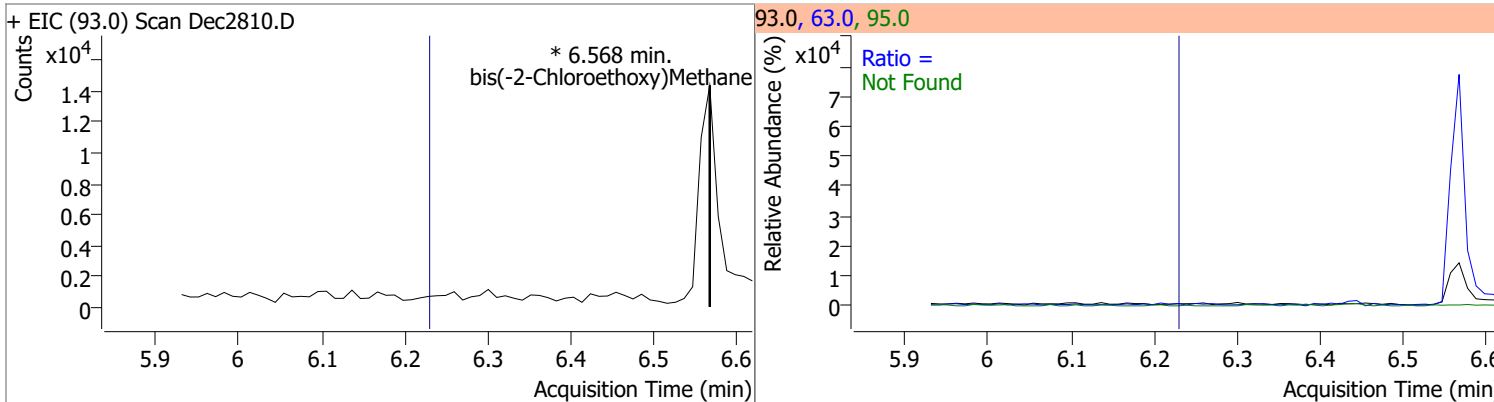 + EIC (93.0) Scan Dec2810.D
Counts
x10⁴
* 6.568 min.
bis(-2-Chloroethoxy)Methane
1.4
1.2
1
0.8
0.6
0.4
0.2
0
5.9 6 6.1 6.2 6.3 6.4 6.5 6.6
Acquisition Time (min)
93.0, 63.0, 95.0
Relative Abundance (%)
x10⁴
Ratio =
Not Found
7
6
5
4
3
2
1
0
5.9 6 6.1 6.2 6.3 6.4 6.5 6.6
Acquisition Time (min